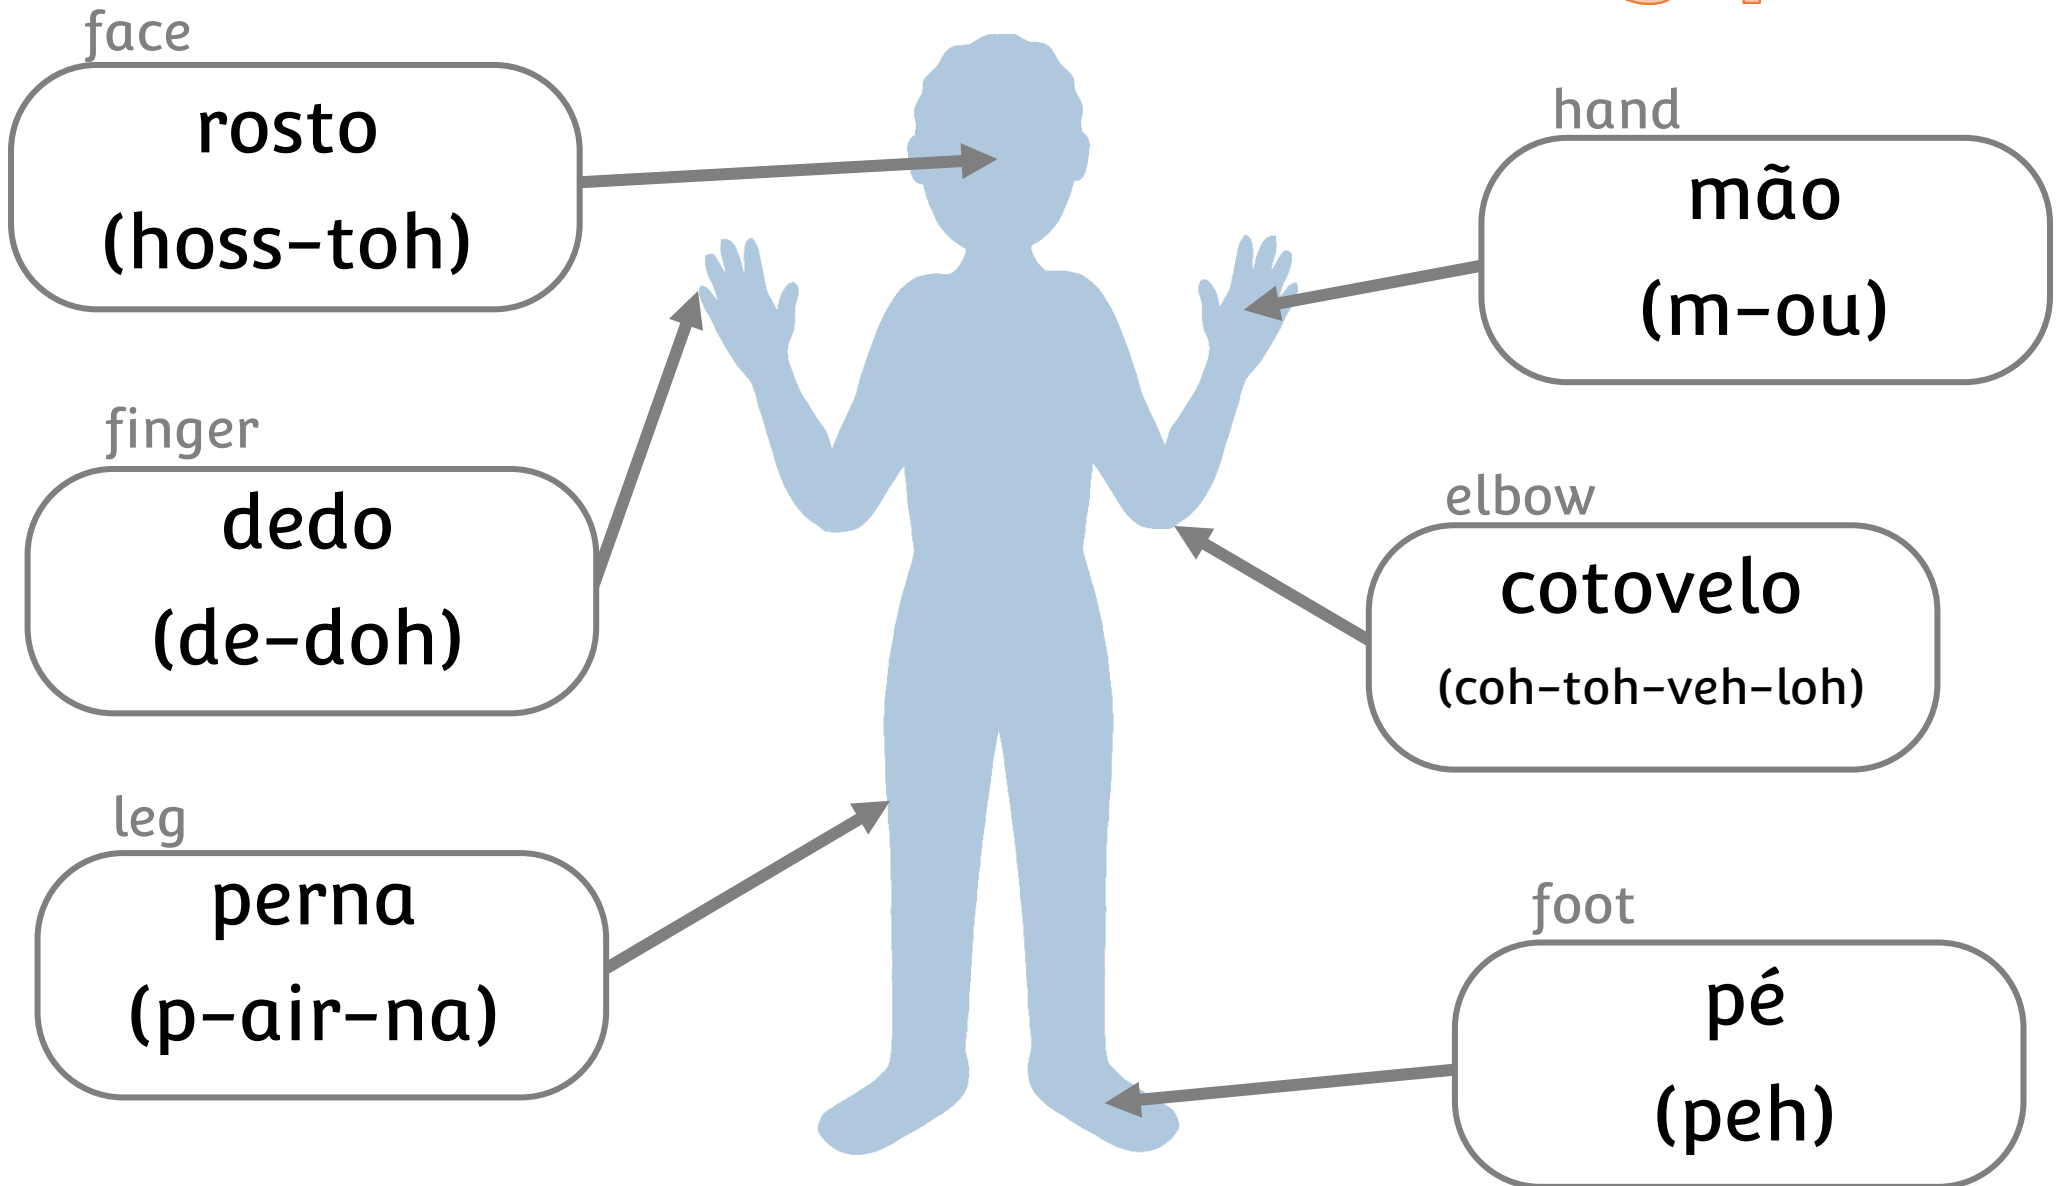 face
rosto
(hoss-toh)
hand
mão
(m-ou)
finger
dedo
(de-doh)
elbow
cotovelo
(coh-toh-veh-loh)
leg
perna
(p-air-na)
foot
pé
(peh)